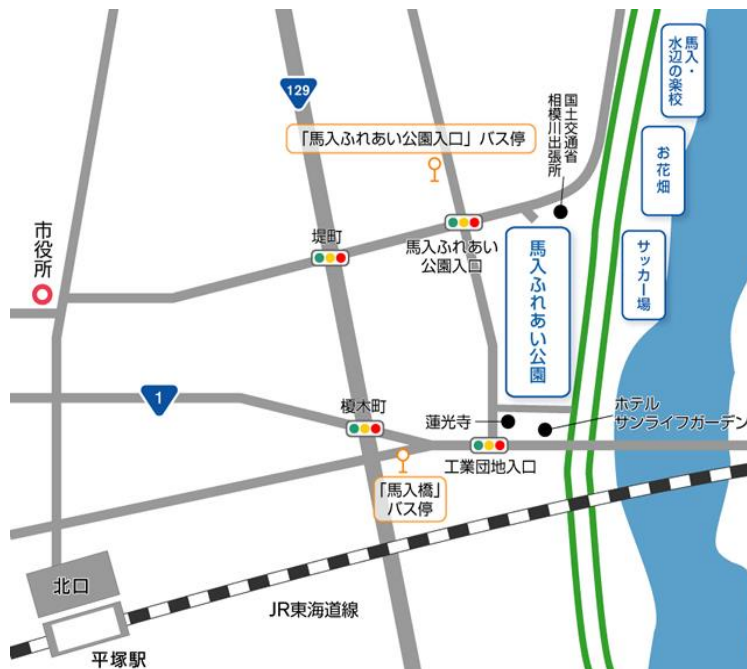 129
「馬入ふれあい公園入口」バス停
国土交通省
相模川出張所
馬入・
水辺の楽校
お花畑
サッカー場
市役所
堤町
馬入ふれあい
公園入口
馬入ふれあい公園
1
榎木町
蓮光寺
ホテル
サンライフガーデン
工業団地入口
「馬入橋」
バス停
北口
JR東海道線
平塚駅